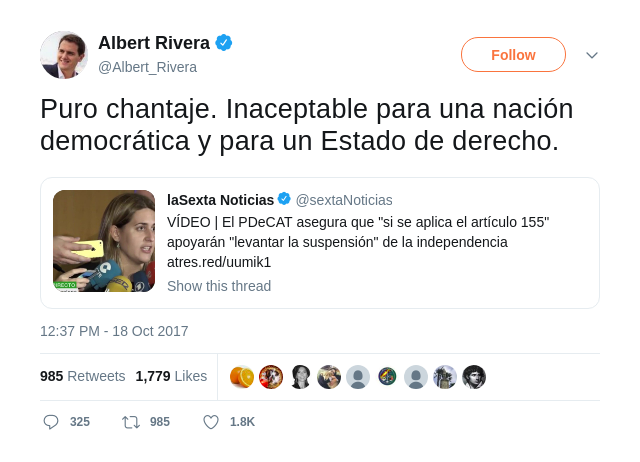 Albert Rivera
@Albert_Rivera
Follow
Puro chantaje. Inaceptable para una nación
democrática y para un Estado de derecho.
laSexta Noticias @sextaNoticias
VÍDEO | El PDeCAT asegura que "si se aplica el artículo 155"
apoyarán "levantar la suspensión" de la independencia
atres.red/uumik1
Show this thread
DIRECTO
12:37 PM - 18 Oct 2017
985 Retweets 1,779 Likes
325 985 1.8K